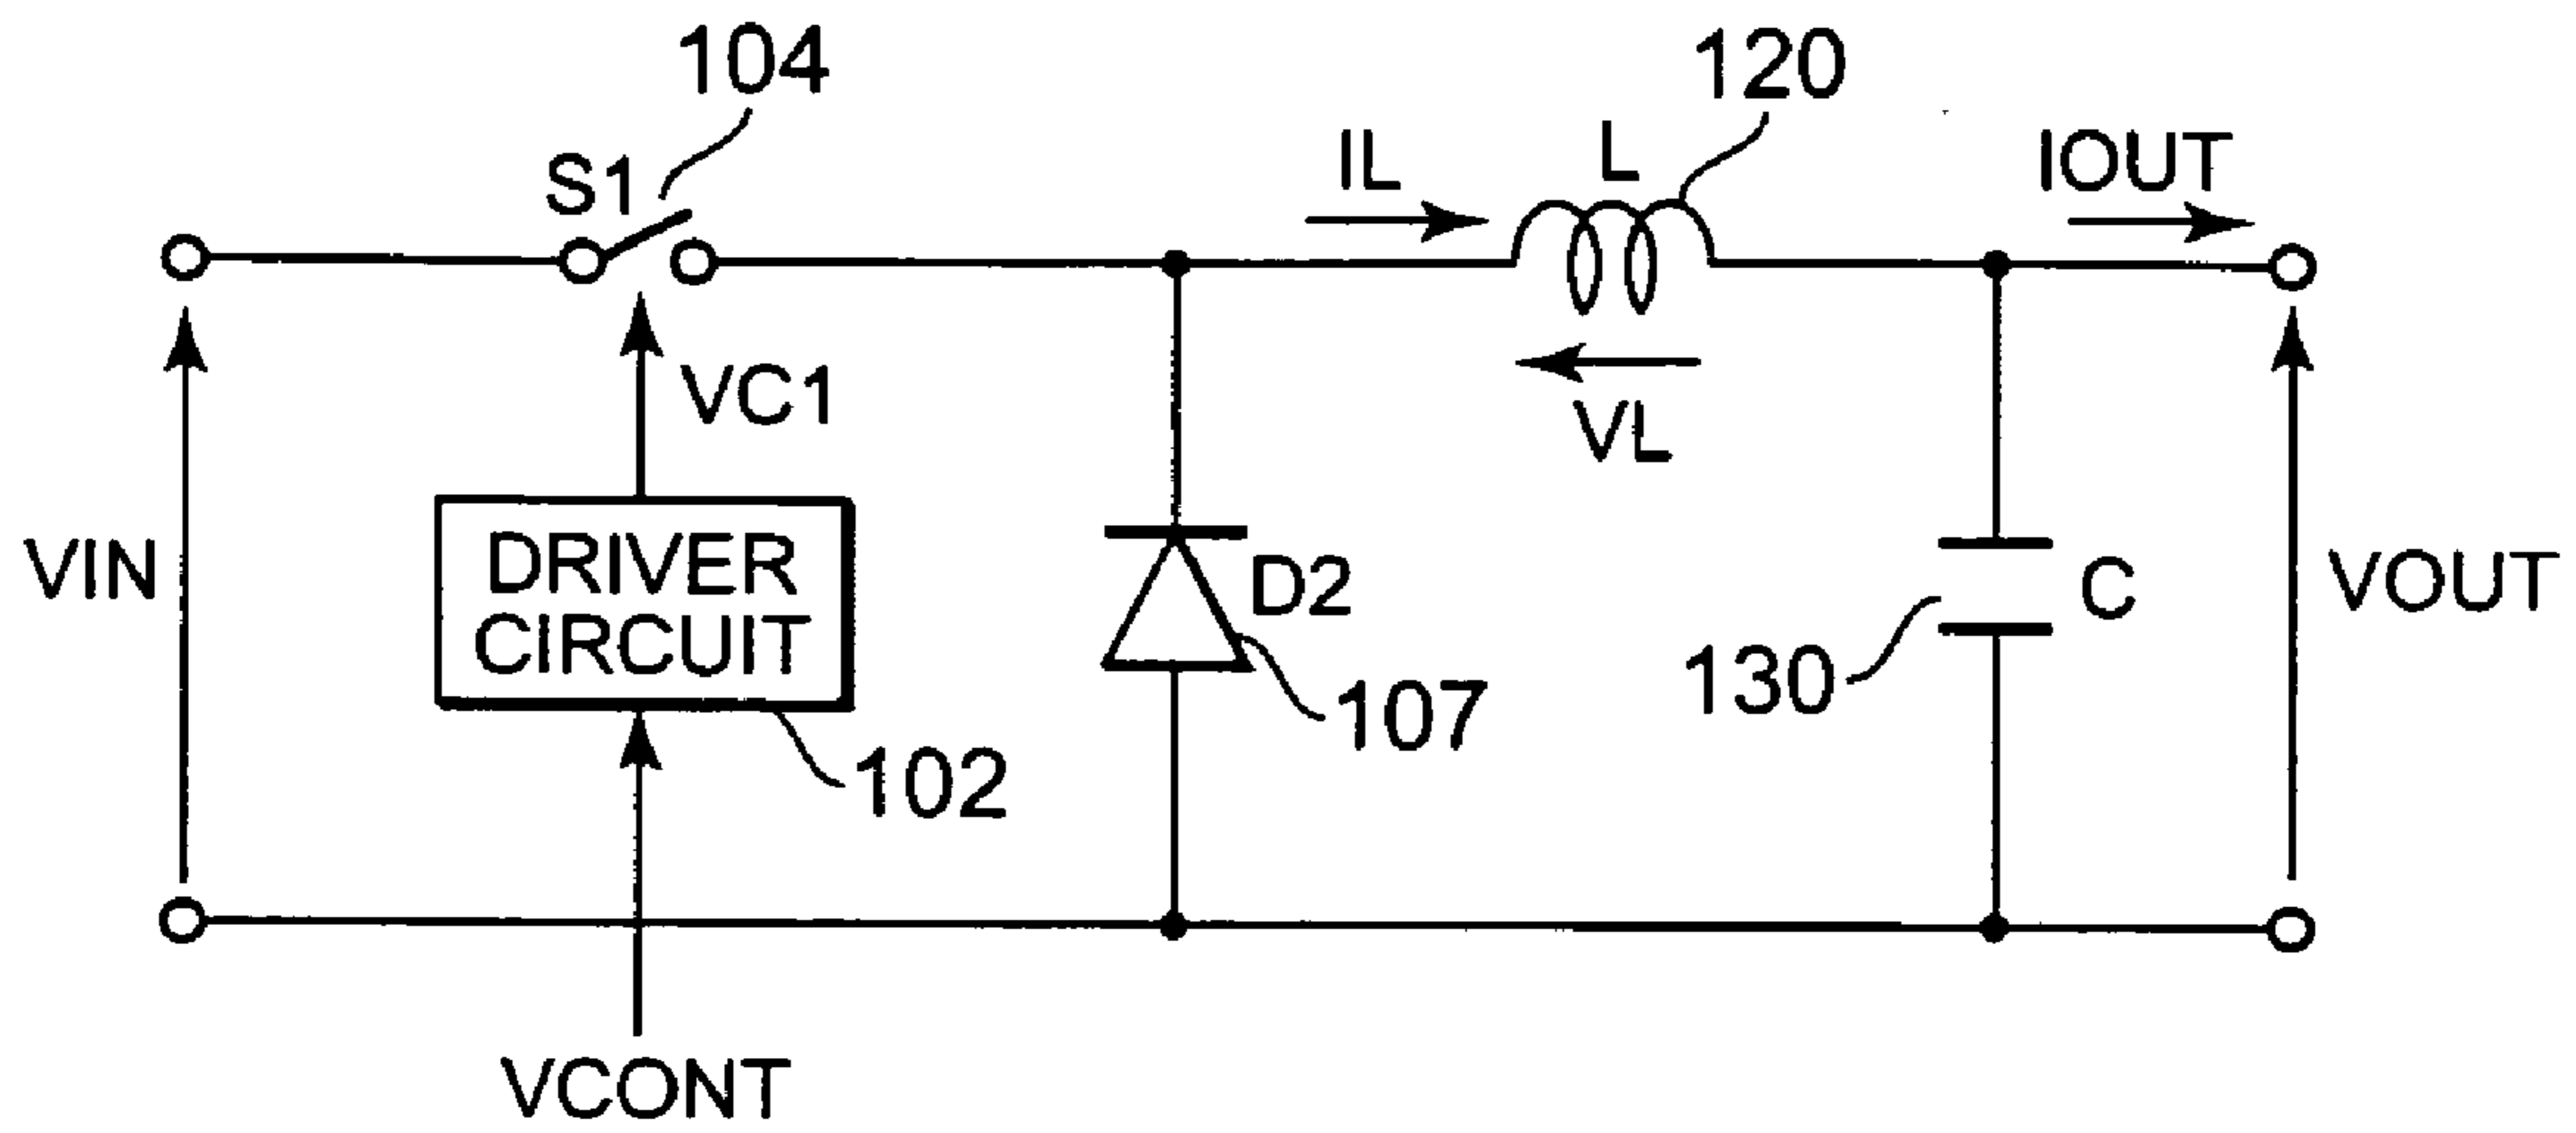 104
120
S1
IL
L
IOUT
VC1
VL
VIN
DRIVER
CIRCUIT
D2
C
VOUT
107
130
102
VCONT